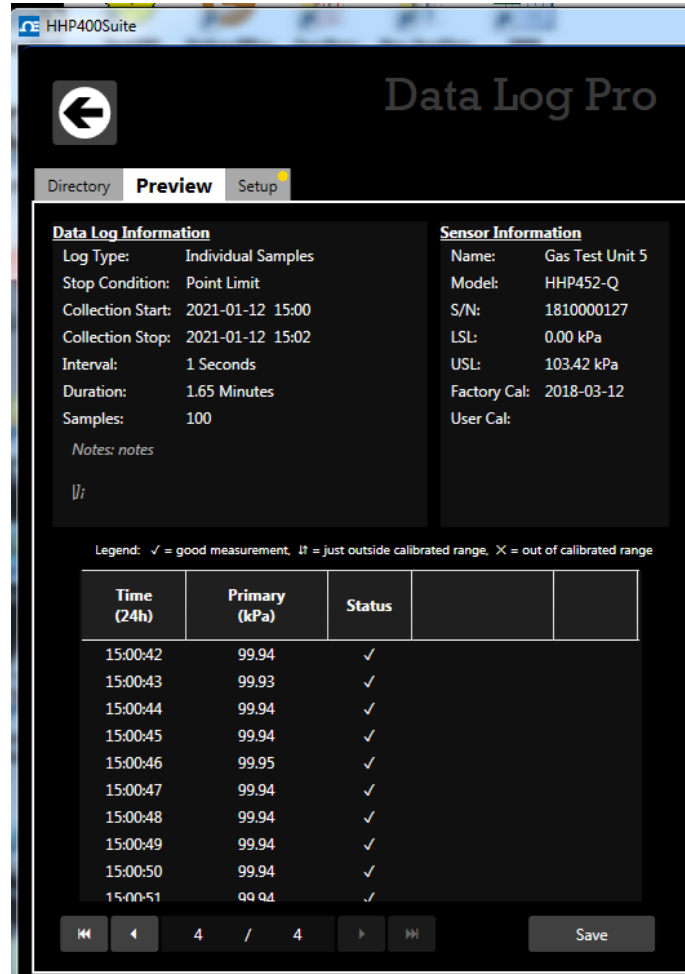 HHP400Suite
Data Log Pro
Directory Preview Setup
Data Log Information
Log Type: Individual Samples
Stop Condition: Point Limit
Collection Start: 2021-01-12 15:00
Collection Stop: 2021-01-12 15:02
Interval: 1 Seconds
Duration: 1.65 Minutes
Samples: 100
Notes: notes
Sensor Information
Name: Gas Test Unit 5
Model: HHP452-Q
S/N: 1810000127
LSL: 0.00 kPa
USL: 103.42 kPa
Factory Cal: 2018-03-12
User Cal:
Legend: ✓ = good measurement, ↓↑ = just outside calibrated range, ✕ = out of calibrated range
Time (24h) Primary (kPa) Status
15:00:42 99.94 ✓
15:00:43 99.93 ✓
15:00:44 99.94 ✓
15:00:45 99.94 ✓
15:00:46 99.95 ✓
15:00:47 99.94 ✓
15:00:48 99.94 ✓
15:00:49 99.94 ✓
15:00:50 99.94 ✓
15:00:51 99.94 ✓
4 / 4 Save